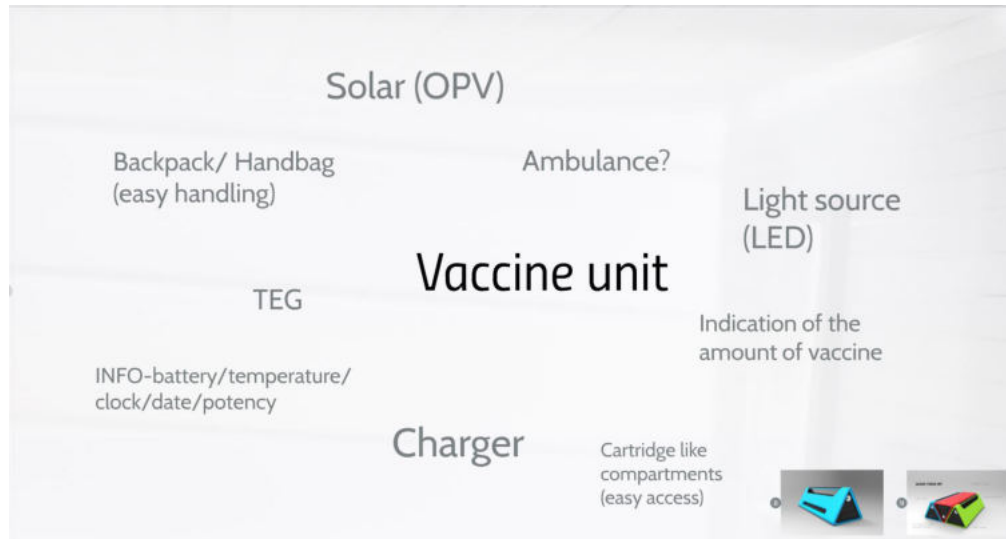 Solar (OPV)
Backpack/ Handbag
(easy handling)
Ambulance?
Light source
(LED)
Vaccine unit
TEG
Indication of the
amount of vaccine
INFO-battery/temperature/
clock/date/potency
Charger
Cartridge like
compartments
(easy access)